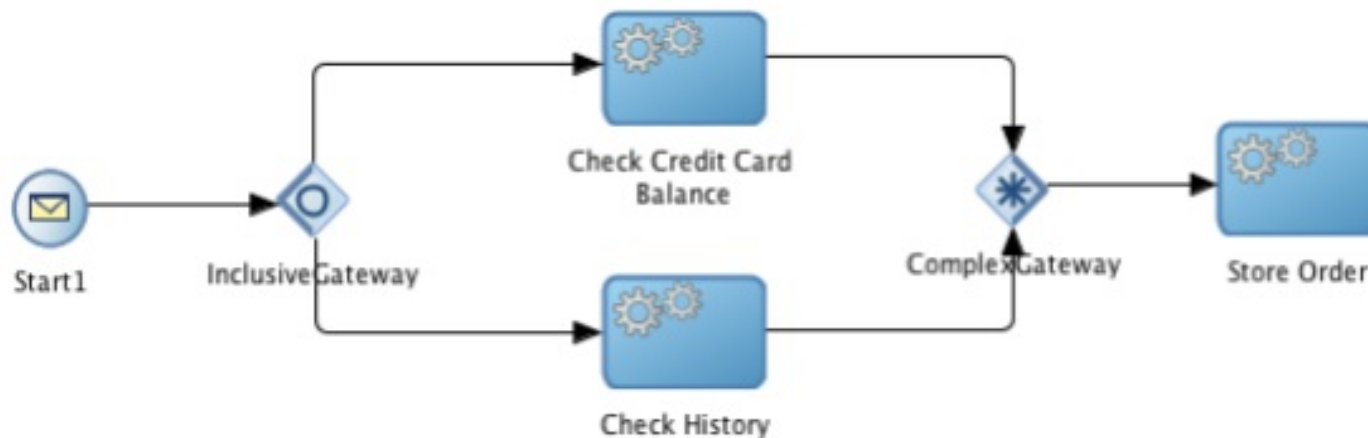 Check Credit Card
Balance
Start1
InclusiveGateway
ComplexGateway
Store Order
Check History